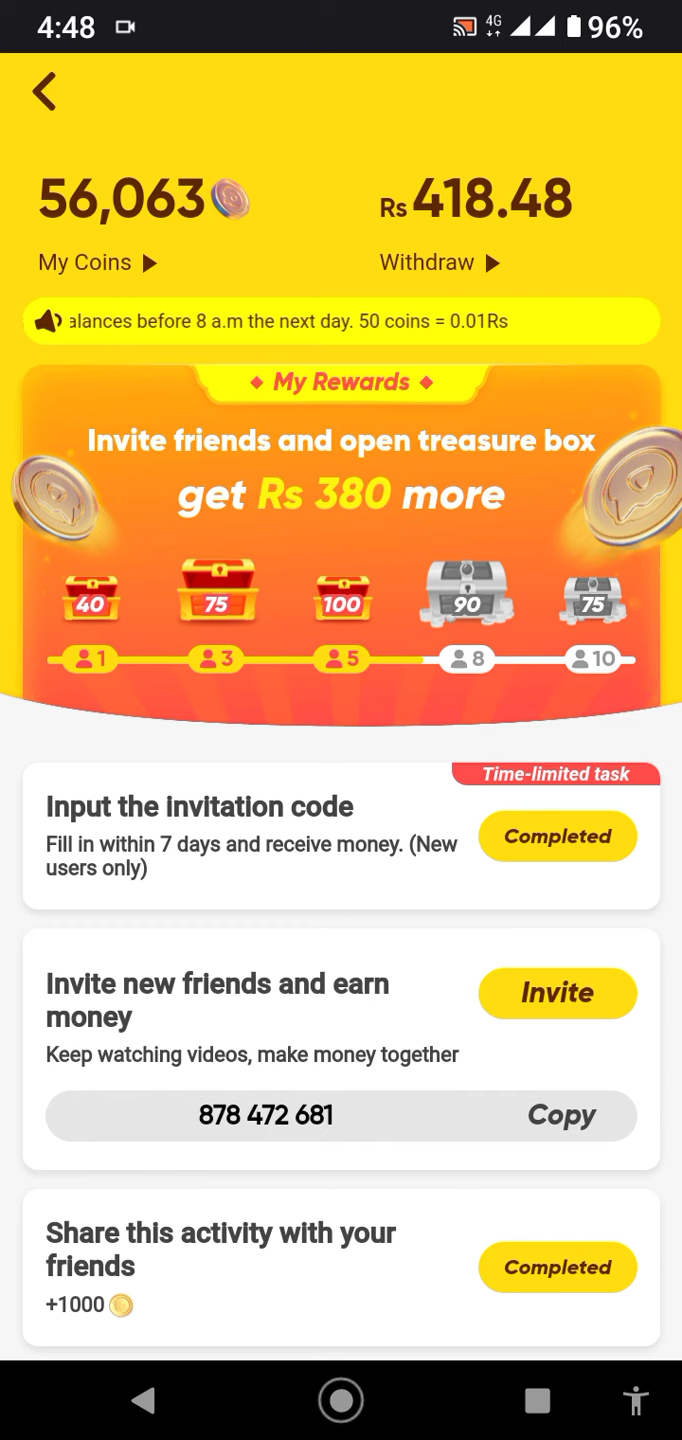 4:48
4G
96%
56,063
Rs 418.48
My Coins
Withdraw
alances before 8 a.m the next day. 50 coins = 0.01Rs
My Rewards
Invite friends and open treasure box
get Rs 380 more
40 75 100 90 75
1 3 5 8 10
Time-limited task
Input the invitation code
Fill in within 7 days and receive money. (New
users only)
Completed
Invite new friends and earn
money
Invite
Keep watching videos, make money together
878 472 681
Copy
Share this activity with your
friends
Completed
+1000